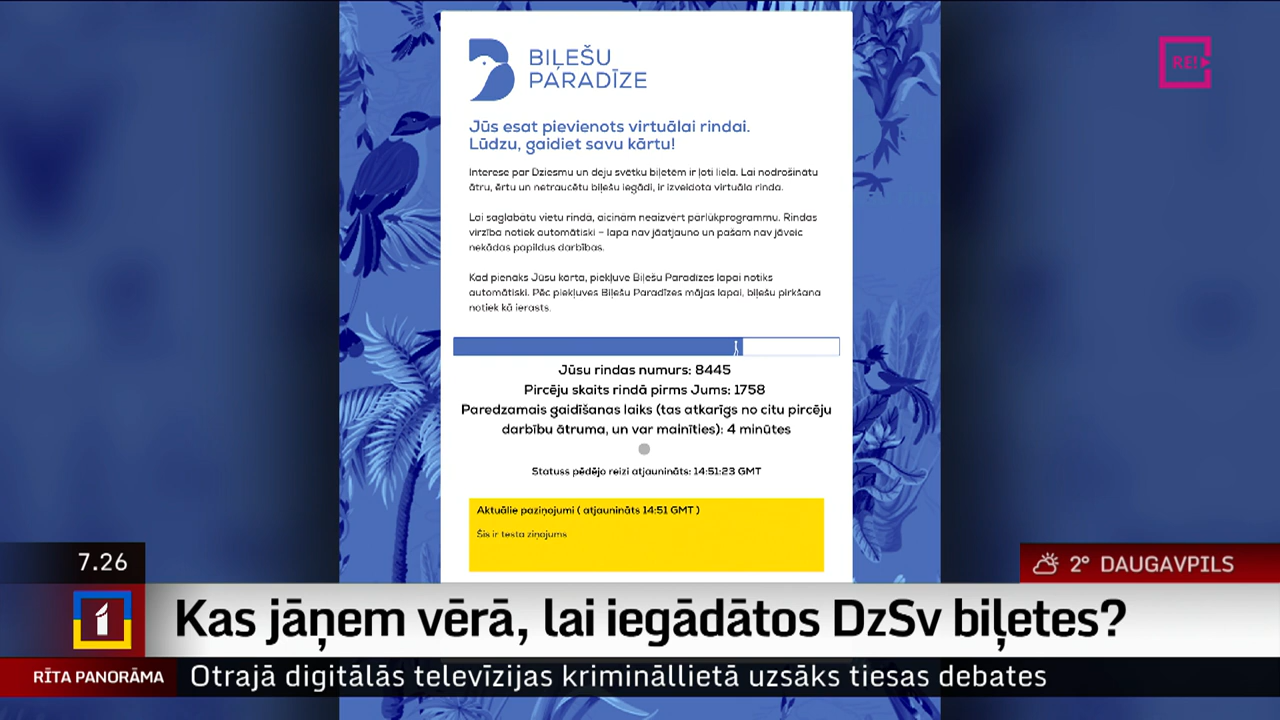 BIĻEŠU
PARADĪZE
RE!
Jūs esat pievienots virtuālai rindai.
Lūdzu, gaidiet savu kārtu!
Interese par Dziesmu un deju svētku biļetēm ir ļoti liela. Lai nodrošinātu
ātru, ērtu un netraucētu biļešu iegādi, ir izveidota virtuāla rinda.
Lai saglabātu vietu rindā, aicinām neaizvērt pārlūkprogrammu. Rindas
virzība notiek automātiski – lapa nav jāatjauno un pašam nav jāveic
nekādas papildus darbības.
Kad pienāks Jūsu kārta, piekļuve Biļešu Paradīzes lapai notiks
automātiski. Pēc piekļuves Biļešu Paradīzes mājas lapai, biļešu pirkšana
notiek kā ierasts.
Jūsu rindas numurs: 8445
Pircēju skaits rindā pirms Jums: 1758
Paredzamais gaidīšanas laiks (tas atkarīgs no citu pircēju
darbību ātruma, un var mainīties): 4 minūtes
Statuss pēdējo reizi atjaunināts: 14:51:23 GMT
Aktuālie paziņojumi ( atjaunināts 14:51 GMT )
Šis ir testa ziņojums
7.26
2° DAUGAVPILS
1
Kas jāņem vērā, lai iegādātos DzSv biļetes?
RĪTA PANORĀMA
Otrajā digitālās televīzijas krimināllietā uzsāks tiesas debates